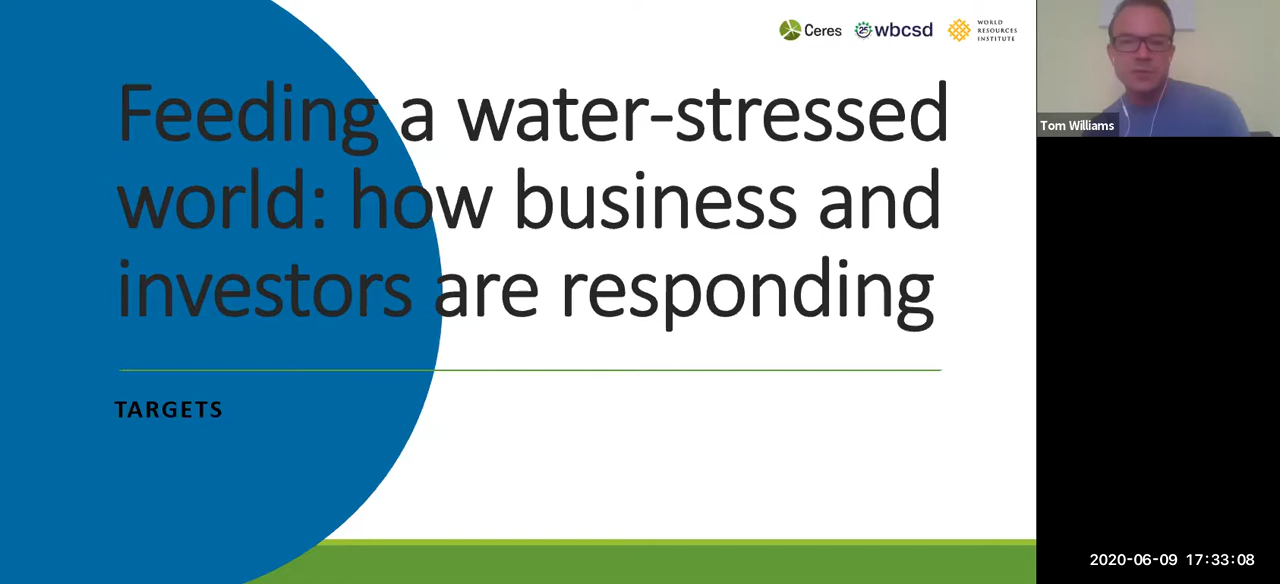 Ceres
25 wbcsd
WORLD
RESOURCES
INSTITUTE
Feeding a water-stressed
world: how business and
investors are responding
TARGETS
Tom Williams
2020-06-09 17:33:08